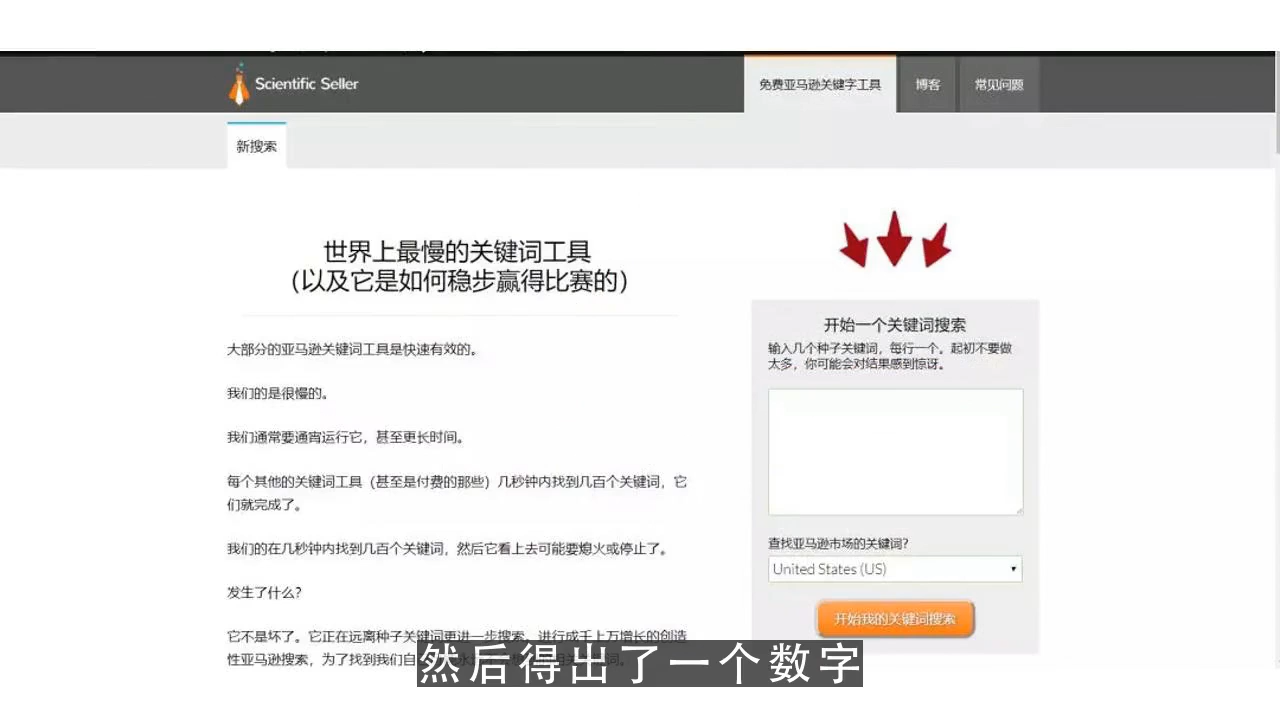 Scientific Seller
免费亚马逊关键字工具
博客
常见问题
新搜索
世界上最慢的关键词工具
（以及它是如何稳步赢得比赛的）
大部分的亚马逊关键词工具是快速有效的。
我们的是很慢的。
我们通常要通宵运行它，甚至更长时间。
每个其他的关键词工具（甚至是付费的那些）几秒钟内找到几百个关键词，它
们就完成了。
我们的在几秒钟内找到几百个关键词，然后它看上去可能要熄火或停止了。
发生了什么?
它不是坏了。它正在远离种子关键词更进一步搜索，进行成千上万增长的创造
性亚马逊搜索，为了找到我们自
开始一个关键词搜索
输入几个种子关键词，每行一个。起初不要做
太多，你可能会对结果感到惊讶。
查找亚马逊市场的关键词?
United States (US)
开始我的关键词搜索
然后得出了一个数字